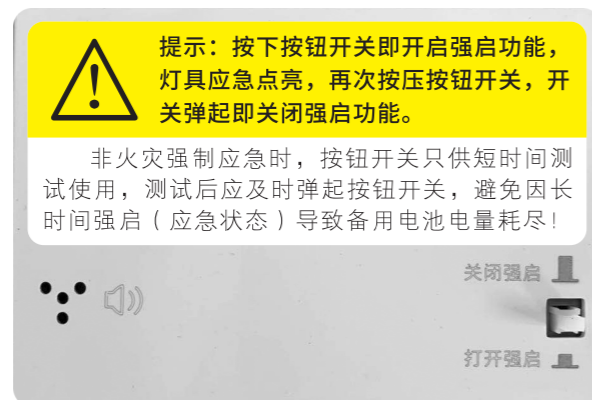 提示：按下按钮开关即开启强启功能，
灯具应急点亮，再次按压按钮开关，开
关弹起即关闭强启功能。
非火灾强制应急时，按钮开关只供短时间测
试使用，测试后应及时弹起按钮开关，避免因长
时间强启（应急状态）导致备用电池电量耗尽！
关闭强启
打开强启